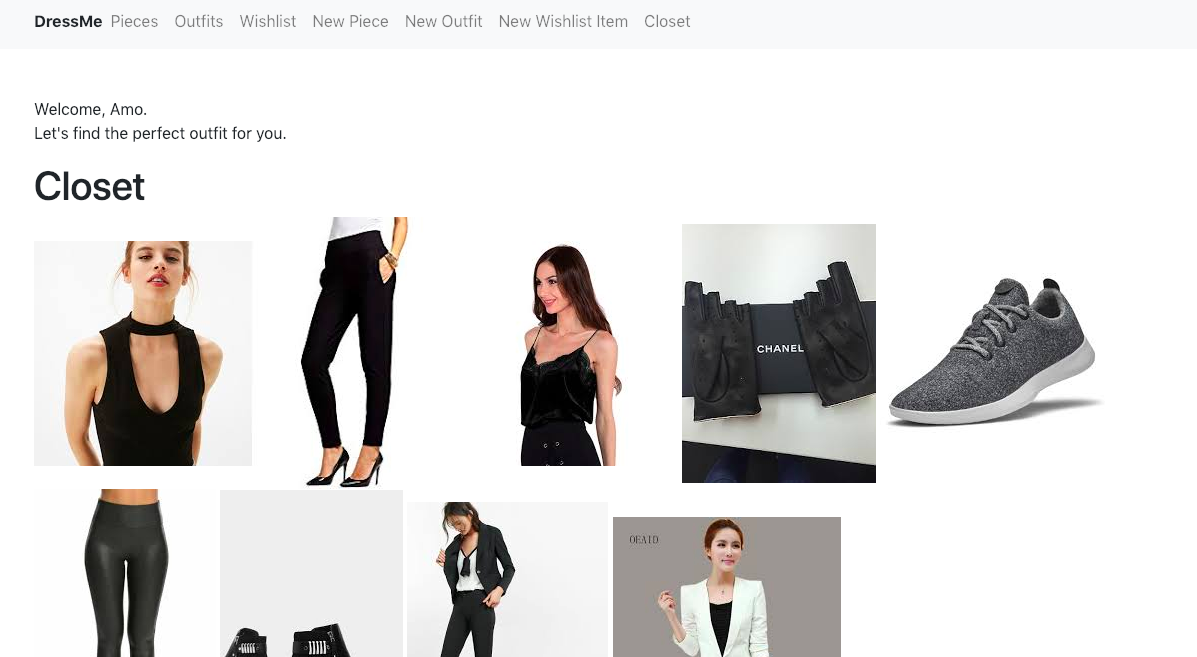 DressMe Pieces Outfits Wishlist New Piece New Outfit New Wishlist Item Closet
Welcome, Amo.
Let's find the perfect outfit for you.
Closet
CHANEL
OEAID